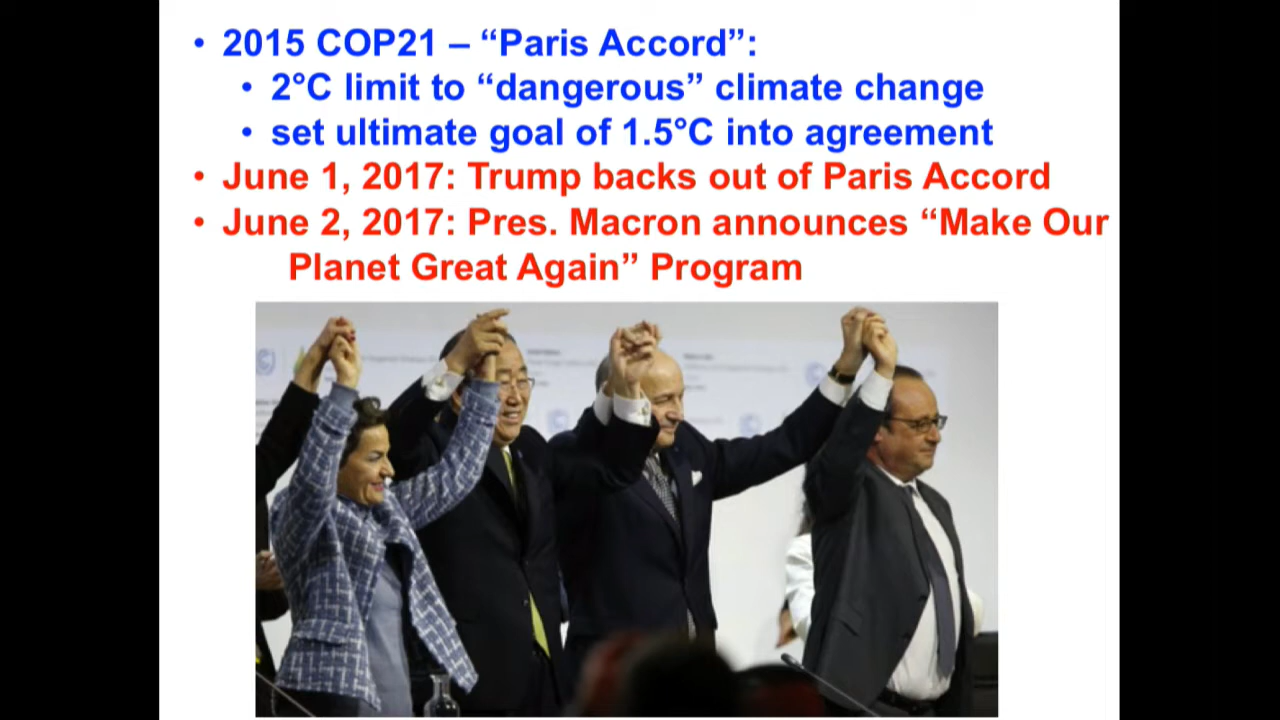 • 2015 COP21 – “Paris Accord”:
• 2°C limit to “dangerous” climate change
• set ultimate goal of 1.5°C into agreement
• June 1, 2017: Trump backs out of Paris Accord
• June 2, 2017: Pres. Macron announces “Make Our
Planet Great Again” Program